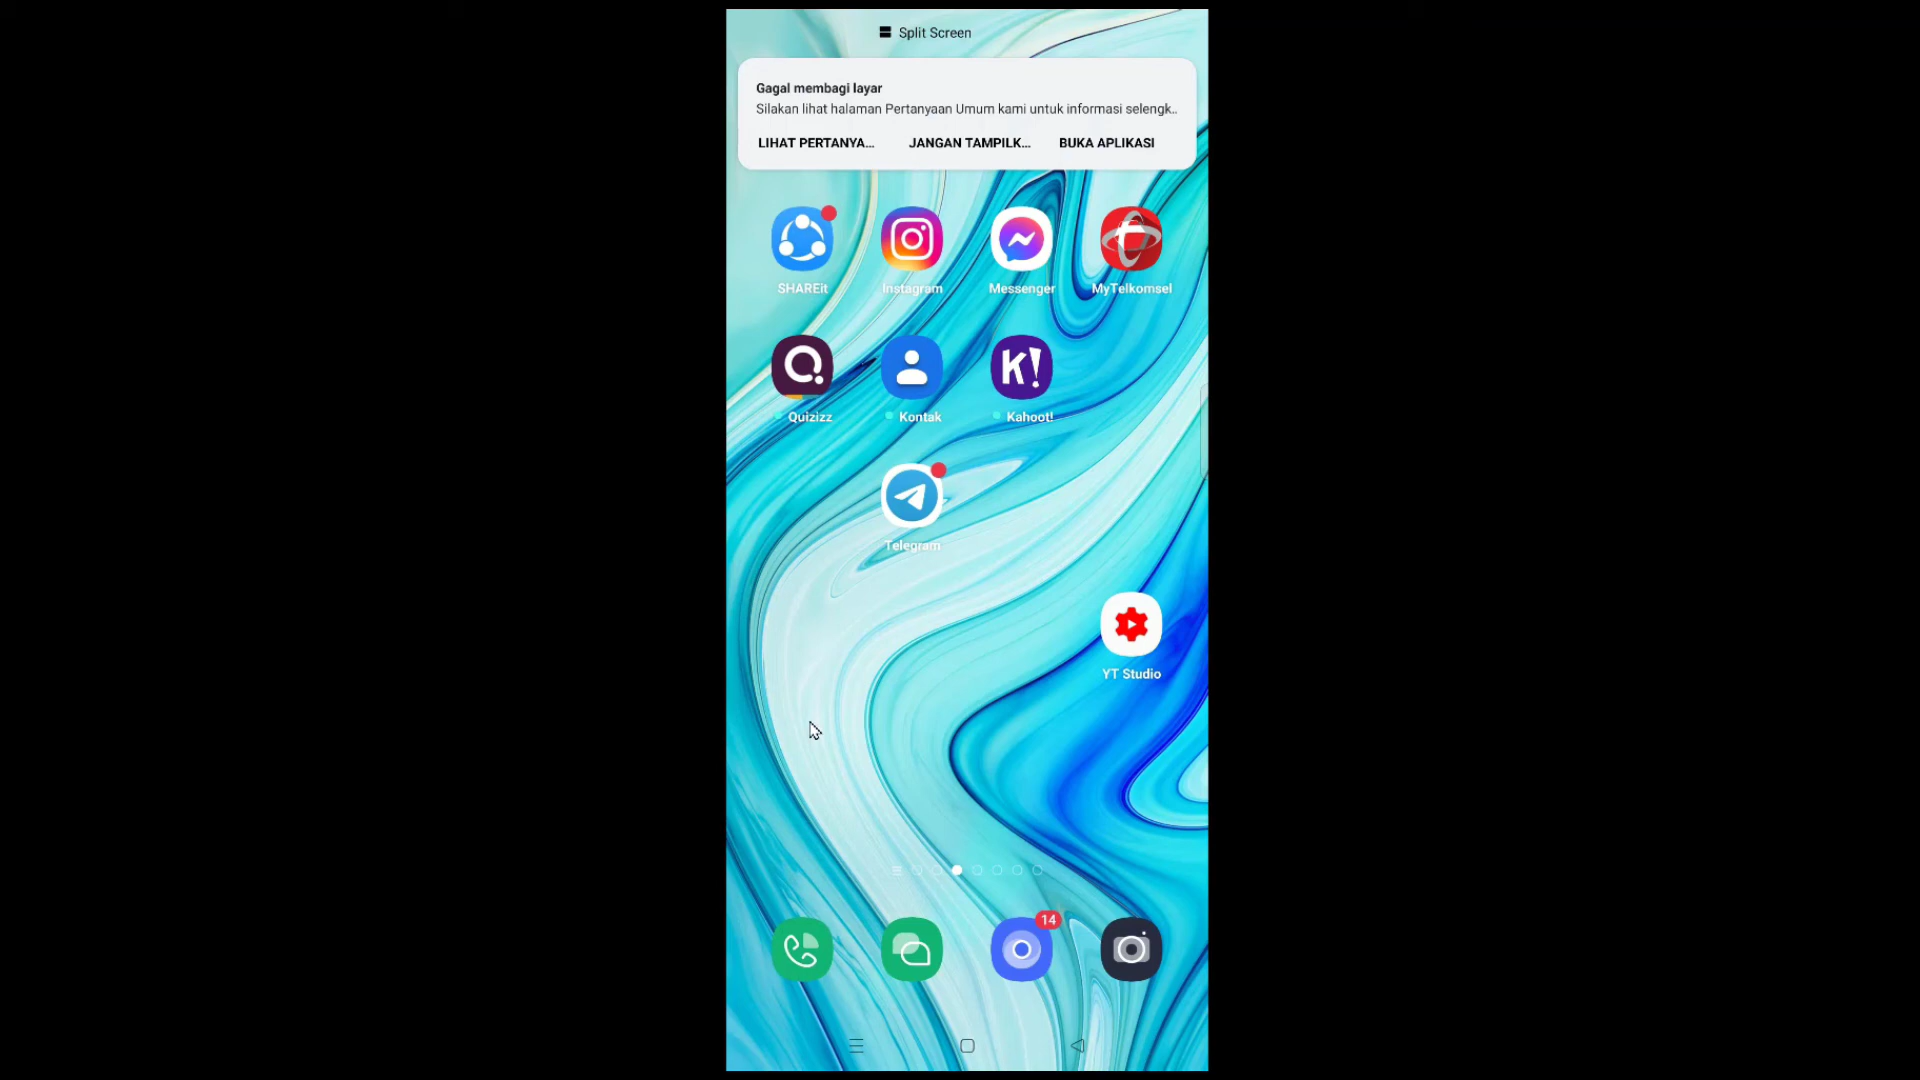 Split Screen
Gagal membagi layar
Silakan lihat halaman Pertanyaan Umum kami untuk informasi selengk..
LIHAT PERTANYA... JANGAN TAMPILK... BUKA APLIKASI
SHAREit Instagram Messenger MyTelkomsel
Quizizz Kontak K! Kahoot!
Telegram
YT Studio
14